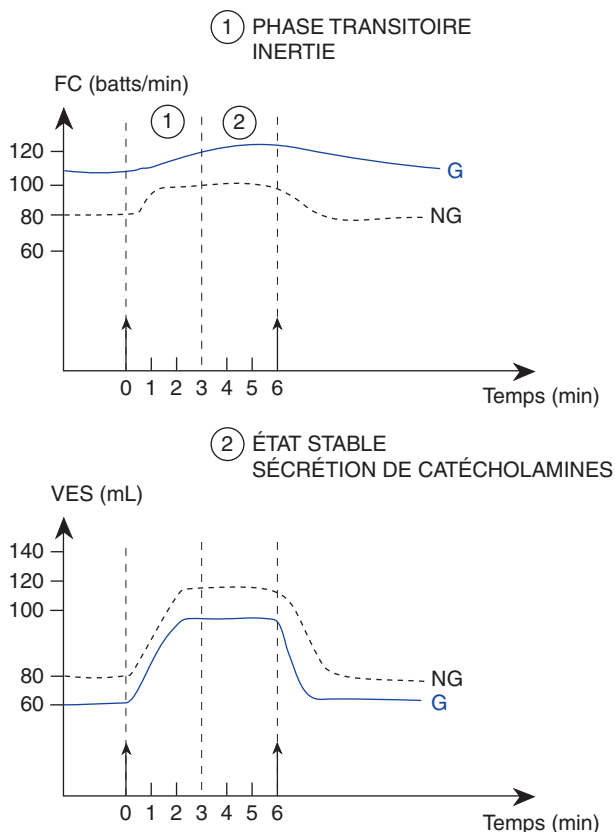 1 PHASE TRANSITOIRE
INERTIE
FC (batts/min)
1 2
120
100
80
60
G
NG
0 1 2 3 4 5 6
Temps (min)
2 ÉTAT STABLE
SÉCRÉTION DE CATÉCHOLAMINES
VES (mL)
140
120
100
80
60
NG
G
0 1 2 3 4 5 6
Temps (min)